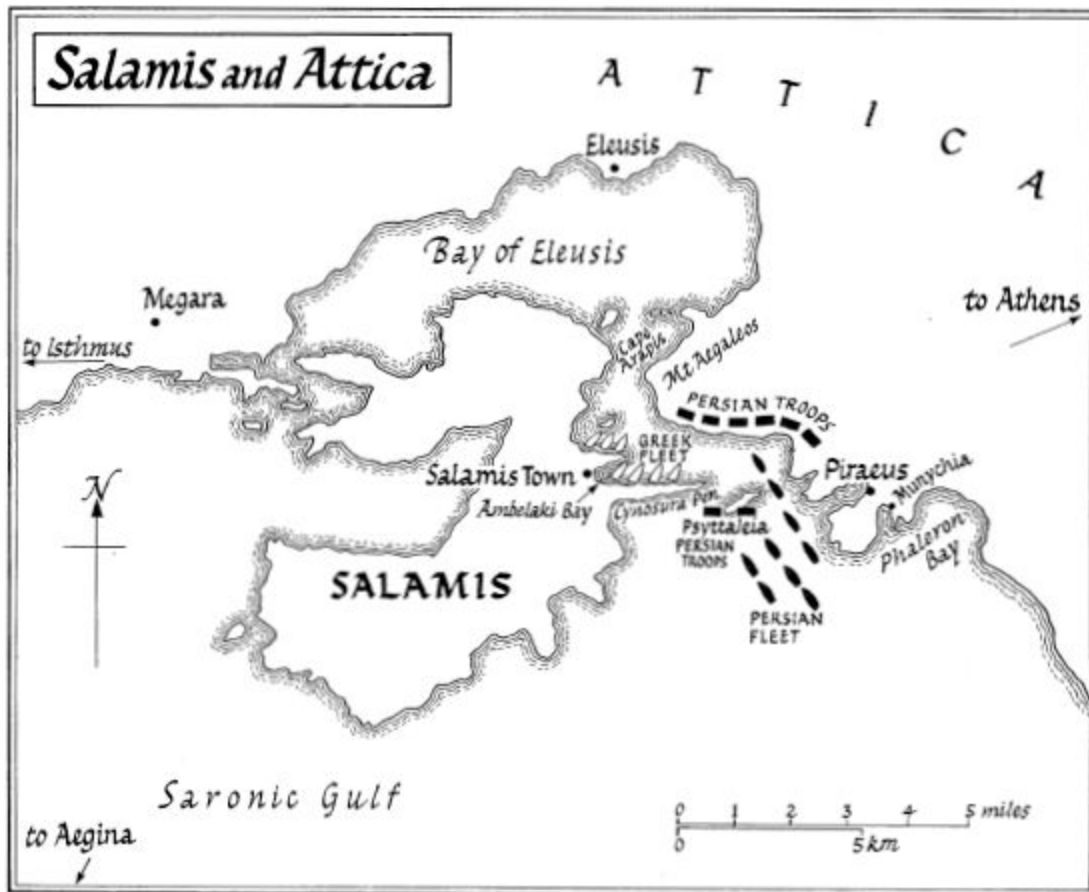 Salamis and Attica
ATTICA
Eleusis
Bay of Eleusis
Megara
to Athens
to Isthmus
Cape
Arapis
Mt Aegaleos
PERSIAN TROOPS
GREEK
FLEET
Salamis Town
Piraeus
Munychia
Ambelaki Bay
Cynosura Pen
Psyttaleia
Phaleron
Bay
N
PERSIAN
TROOPS
SALAMIS
PERSIAN
FLEET
Saronic Gulf
0 1 2 3 4 5 miles
0 5 km
to Aegina